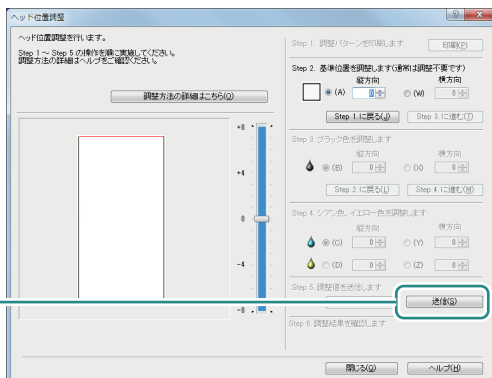 ヘッド位置調整
ヘッド位置調整を行います。
Step 1 ～ Step 5 の操作を順に実施してください。
調整方法の詳細はヘルプをご確認ください。
調整方法の詳細はこちら(O)
+8
+4
0
-4
-8
Step 1. 調整パターンを印刷します
印刷(P)
Step 2. 基準位置を調整します(通常は調整不要です)
縦方向
横方向
(A)
0
(W)
0
Step 1.に戻る(J)
Step 3.に進む(T)
Step 3. ブラック色を調整します
縦方向
横方向
(B)
0
(X)
0
Step 2.に戻る(L)
Step 4.に進む(M)
Step 4. シアン色、イエロー色を調整します
縦方向
横方向
(C)
0
(Y)
0
(D)
0
(Z)
0
Step 5. 調整値を送信します
送信(S)
Step 6. 調整結果を確認します
閉じる(Q)
ヘルプ(H)